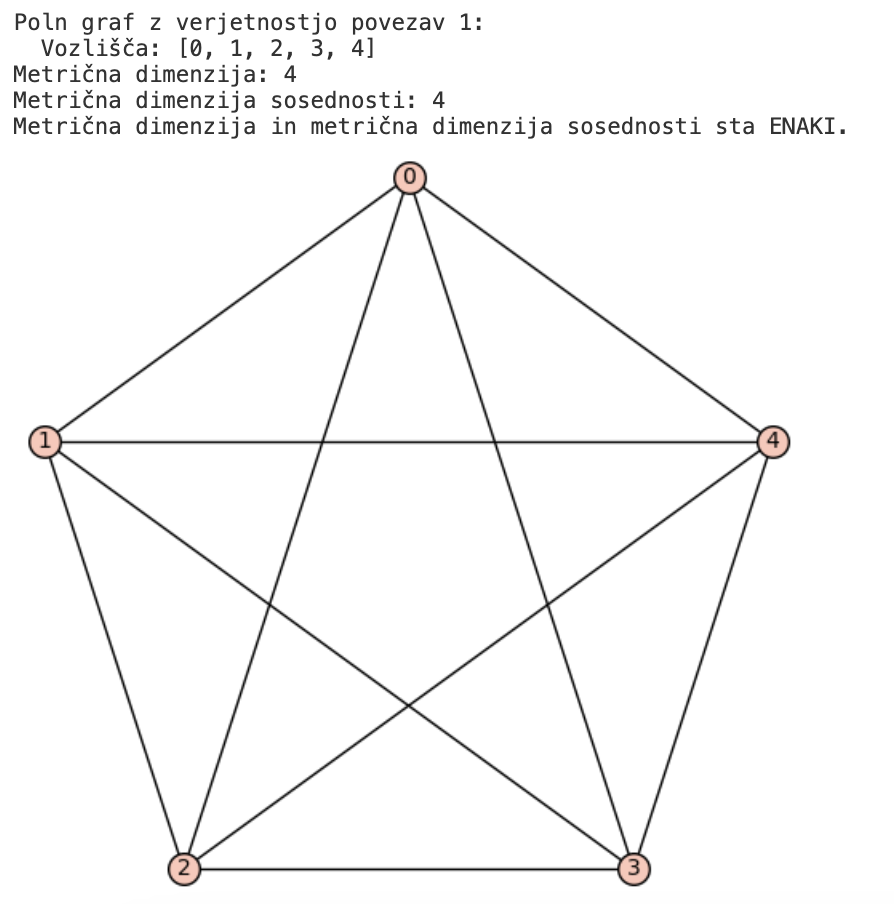 Poln graf z verjetnostjo povezav 1:
  Vozlišča: [0, 1, 2, 3, 4]
Metrična dimenzija: 4
Metrična dimenzija sosednosti: 4
Metrična dimenzija in metrična dimenzija sosednosti sta ENAKI.
0
1
4
2
3